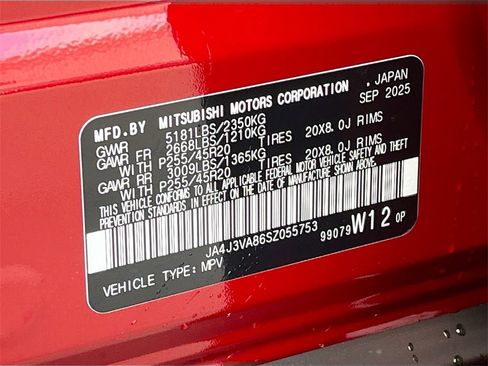 MFD.BY MITSUBISHI MOTORS CORPORATION , JAPAN
GVWR 5181LBS/2350KG SEP 2025
GAWR FR 2668LBS/1210KG
WITH P255/45R20 TIRES 20X8.0J RIMS
GAWR RR 3009LBS/1365KG
WITH P255/45R20 TIRES 20X8.0J RIMS
THIS VEHICLE CONFORMS TO ALL APPLICABLE FEDERAL MOTOR VEHICLE SAFETY AND THEFT
PREVENTION STANDARDS IN EFFECT ON THE DATE OF MANUFACTURE SHOWN ABOVE.
JA4J3VA86SZ055753 99079 W12 OP
VEHICLE TYPE: MPV